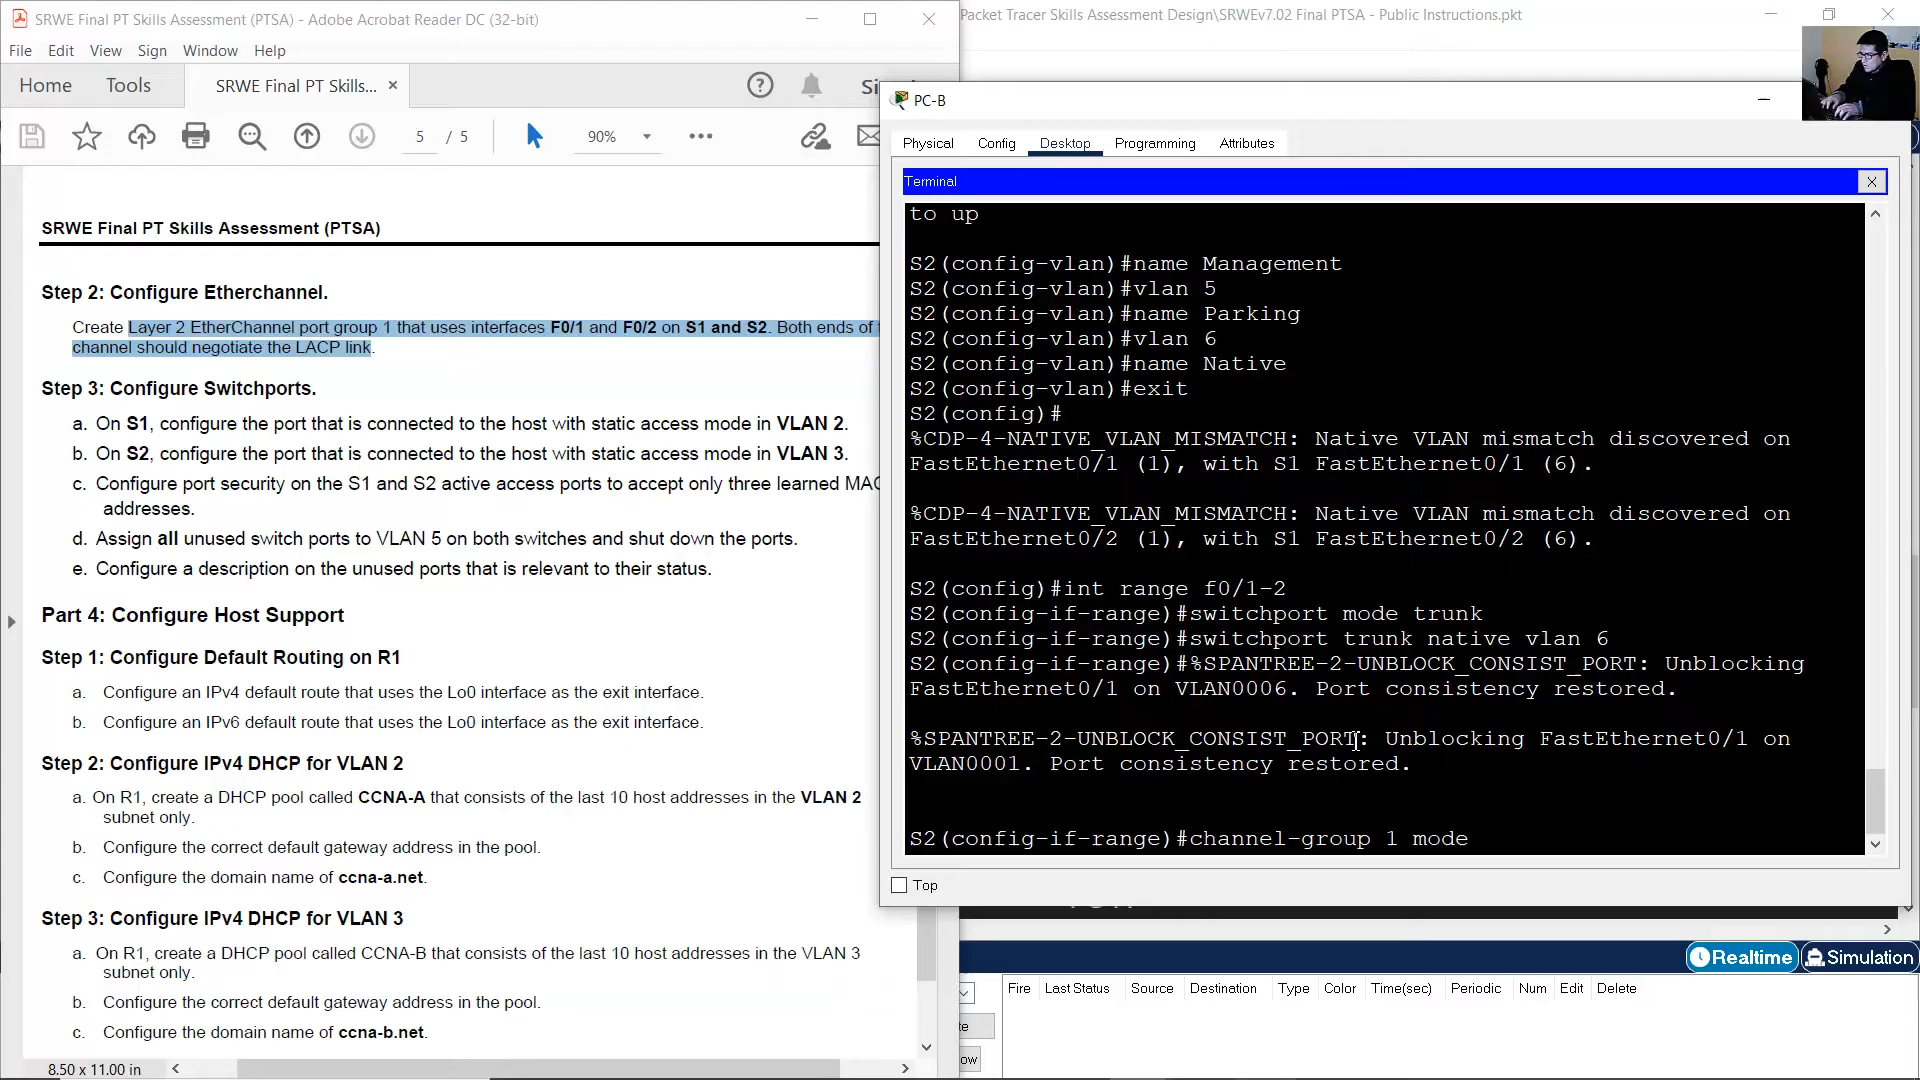 SRWE Final PT Skills Assessment (PTSA) - Adobe Acrobat Reader DC (32-bit)
File Edit View Sign Window Help
Home Tools SRWE Final PT Skills... ×
5 / 5 90%
SRWE Final PT Skills Assessment (PTSA)
Step 2: Configure Etherchannel.
Create Layer 2 EtherChannel port group 1 that uses interfaces F0/1 and F0/2 on S1 and S2. Both ends of
channel should negotiate the LACP link.
Step 3: Configure Switchports.
a. On S1, configure the port that is connected to the host with static access mode in VLAN 2.
b. On S2, configure the port that is connected to the host with static access mode in VLAN 3.
c. Configure port security on the S1 and S2 active access ports to accept only three learned MAC
addresses.
d. Assign all unused switch ports to VLAN 5 on both switches and shut down the ports.
e. Configure a description on the unused ports that is relevant to their status.
Part 4: Configure Host Support
Step 1: Configure Default Routing on R1
a. Configure an IPv4 default route that uses the Lo0 interface as the exit interface.
b. Configure an IPv6 default route that uses the Lo0 interface as the exit interface.
Step 2: Configure IPv4 DHCP for VLAN 2
a. On R1, create a DHCP pool called CCNA-A that consists of the last 10 host addresses in the VLAN 2
subnet only.
b. Configure the correct default gateway address in the pool.
c. Configure the domain name of ccna-a.net.
Step 3: Configure IPv4 DHCP for VLAN 3
a. On R1, create a DHCP pool called CCNA-B that consists of the last 10 host addresses in the VLAN 3
subnet only.
b. Configure the correct default gateway address in the pool.
c. Configure the domain name of ccna-b.net.
8.50 x 11.00 in
Packet Tracer Skills Assessment Design\SRWEv7.02 Final PTSA - Public Instructions.pkt
PC-B
Physical Config Desktop Programming Attributes
Terminal X
to up
S2(config-vlan)#name Management
S2(config-vlan)#vlan 5
S2(config-vlan)#name Parking
S2(config-vlan)#vlan 6
S2(config-vlan)#name Native
S2(config-vlan)#exit
S2(config)#
%CDP-4-NATIVE_VLAN_MISMATCH: Native VLAN mismatch discovered on
FastEthernet0/1 (1), with S1 FastEthernet0/1 (6).
%CDP-4-NATIVE_VLAN_MISMATCH: Native VLAN mismatch discovered on
FastEthernet0/2 (1), with S1 FastEthernet0/2 (6).
S2(config)#int range f0/1-2
S2(config-if-range)#switchport mode trunk
S2(config-if-range)#switchport trunk native vlan 6
S2(config-if-range)#%SPANTREE-2-UNBLOCK_CONSIST_PORT: Unblocking
FastEthernet0/1 on VLAN0006. Port consistency restored.
%SPANTREE-2-UNBLOCK_CONSIST_PORT: Unblocking FastEthernet0/1 on
VLAN0001. Port consistency restored.
S2(config-if-range)#channel-group 1 mode
Top
Realtime Simulation
Fire Last Status Source Destination Type Color Time(sec) Periodic Num Edit Delete